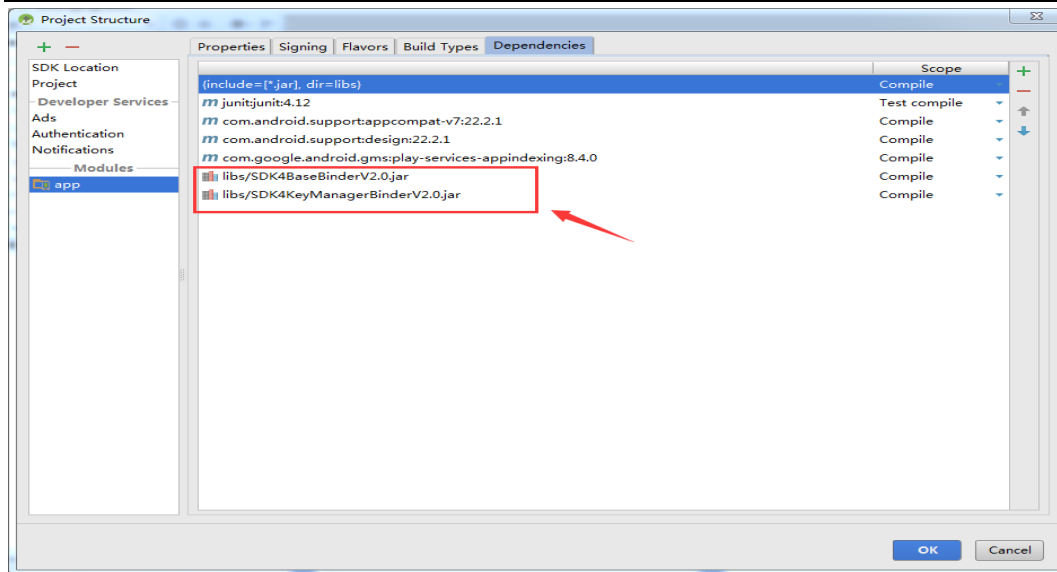 Project Structure
Properties Signing Flavors Build Types Dependencies
SDK Location
Project
Developer Services
Ads
Authentication
Notifications
Modules
app
Scope
{include=[*.jar], dir=libs} Compile
m junit:junit:4.12 Test compile
m com.android.support:appcompat-v7:22.2.1 Compile
m com.android.support:design:22.2.1 Compile
m com.google.android.gms:play-services-appindexing:8.4.0 Compile
libs/SDK4BaseBinderV2.0.jar Compile
libs/SDK4KeyManagerBinderV2.0.jar Compile
OK Cancel